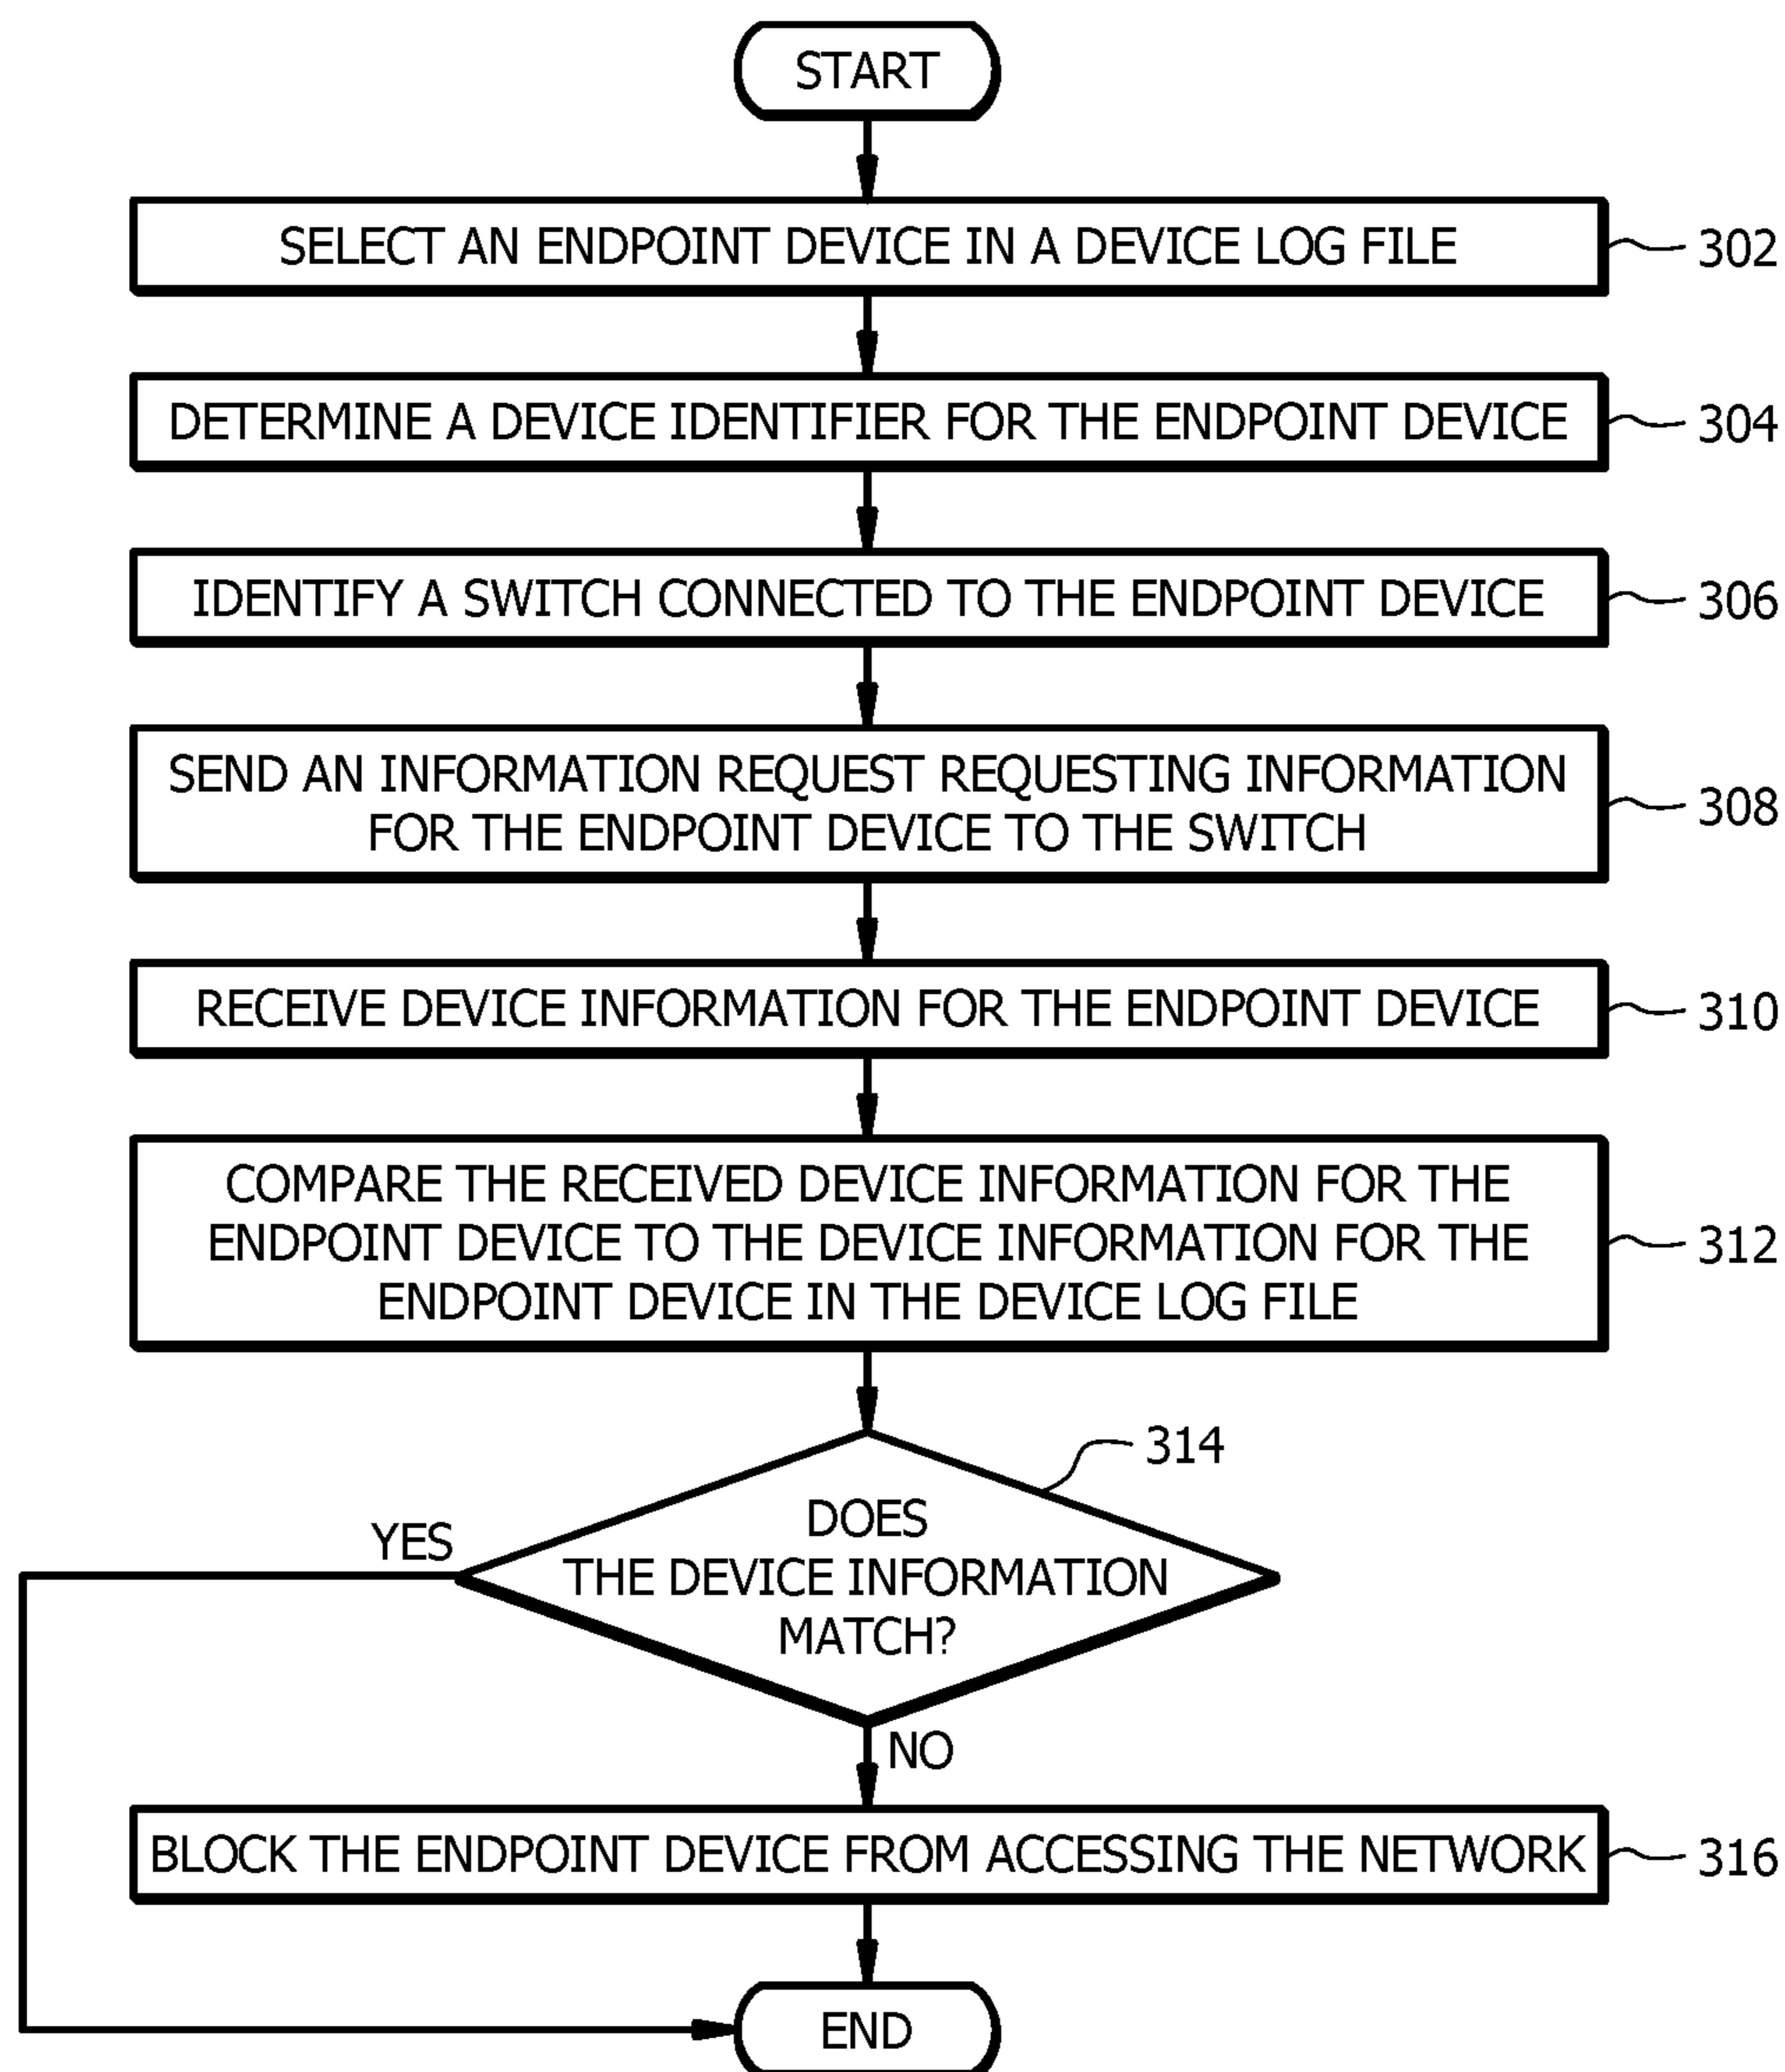 START
SELECT AN ENDPOINT DEVICE IN A DEVICE LOG FILE
302
DETERMINE A DEVICE IDENTIFIER FOR THE ENDPOINT DEVICE
304
IDENTIFY A SWITCH CONNECTED TO THE ENDPOINT DEVICE
306
SEND AN INFORMATION REQUEST REQUESTING INFORMATION
FOR THE ENDPOINT DEVICE TO THE SWITCH
308
RECEIVE DEVICE INFORMATION FOR THE ENDPOINT DEVICE
310
COMPARE THE RECEIVED DEVICE INFORMATION FOR THE
ENDPOINT DEVICE TO THE DEVICE INFORMATION FOR THE
ENDPOINT DEVICE IN THE DEVICE LOG FILE
312
314
DOES
THE DEVICE INFORMATION
MATCH?
YES
NO
BLOCK THE ENDPOINT DEVICE FROM ACCESSING THE NETWORK
316
END